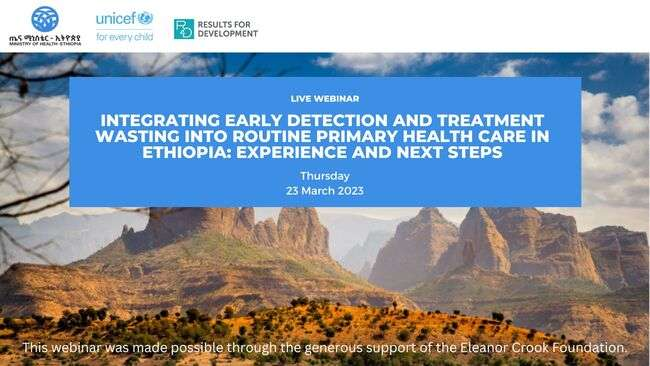 ጤና ሚኒስቴር - ኢትዮጵያ
MINISTRY OF HEALTH-ETHIOPIA
unicef
for every child
R4D
RESULTS FOR
DEVELOPMENT
LIVE WEBINAR
INTEGRATING EARLY DETECTION AND TREATMENT
WASTING INTO ROUTINE PRIMARY HEALTH CARE IN
ETHIOPIA: EXPERIENCE AND NEXT STEPS
Thursday
23 March 2023
This webinar was made possible through the generous support of the Eleanor Crook Foundation.